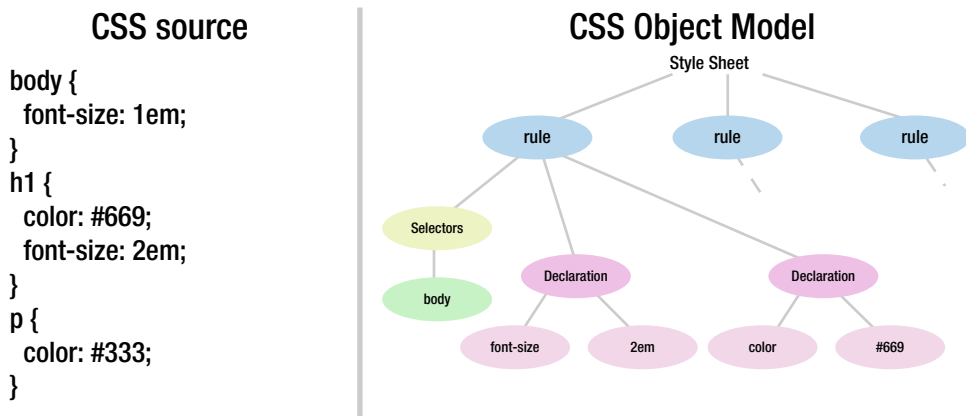 CSS source
body {
font-size: 1em;
}
h1 {
color: #669;
font-size: 2em;
}
p {
color: #333;
}
CSS Object Model
Style Sheet
rule rule rule
Selectors
Declaration Declaration
body
font-size 2em color #669